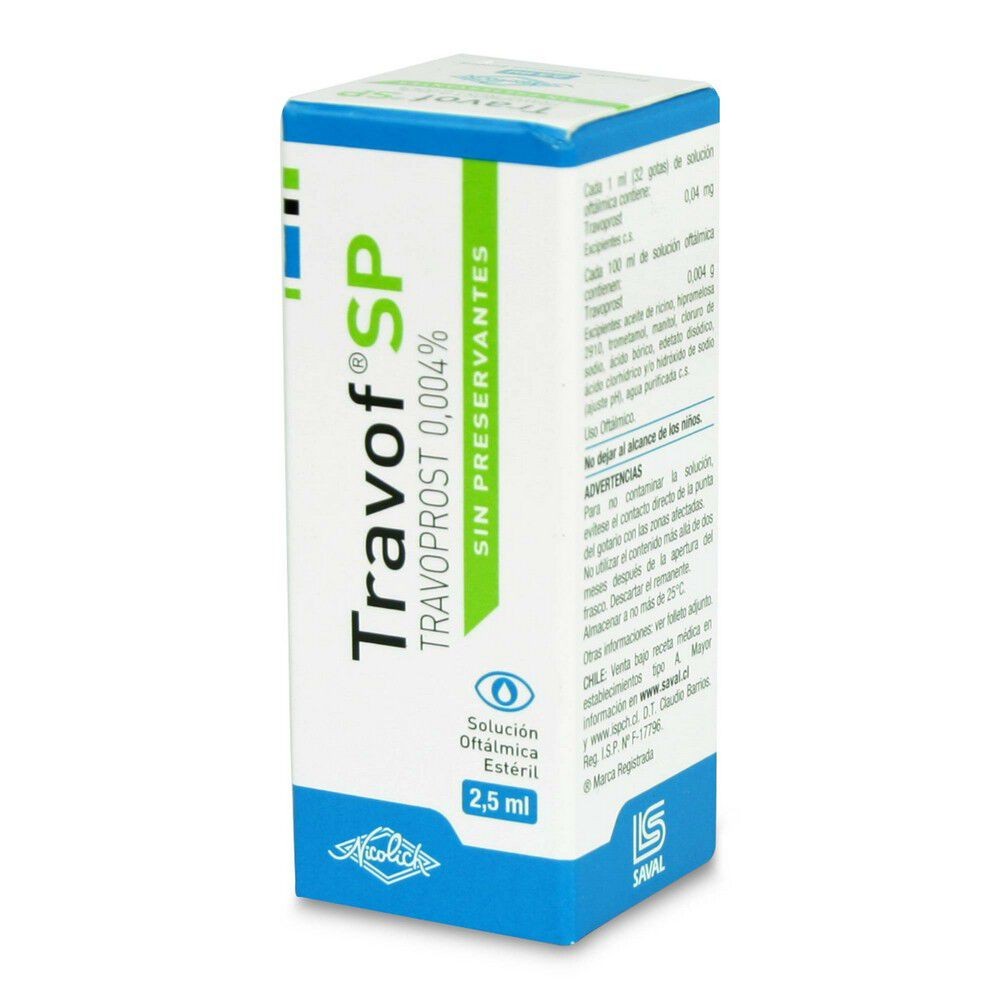 Travof SP
Travof® SP
TRAVOPROST 0,004%
SIN PRESERVANTES
Solución
Oftálmica
Estéril
2,5 ml
Nicolich
Cada 1 ml (32 gotas) de solución
oftálmica contiene:
Travoprost 0,04 mg
Excipientes c.s.
Cada 100 ml de solución oftálmica
contienen:
Travoprost 0,004 g
Excipientes: aceite de ricino, hipromelosa
2910, trometamol, manitol, cloruro de
sodio, ácido bórico, edetato disódico,
ácido clorhídrico y/o hidróxido de sodio
(ajuste pH), agua purificada c.s.
Uso Oftálmico.
No dejar al alcance de los niños.
ADVERTENCIAS
Para no contaminar la solución,
evítese el contacto directo de la punta
del gotario con las zonas afectadas.
No utilizar el contenido más allá de dos
meses después de la apertura del
frasco. Descartar el remanente.
Almacenar a no más de 25°C.
Otras informaciones: ver folleto adjunto.
CHILE: Venta bajo receta médica en
establecimientos tipo A. Mayor
información en www.saval.cl
y www.ispch.cl. D.T. Claudio Barrios.
Reg. I.S.P. Nº F-17796.
® Marca Registrada
LS
SAVAL